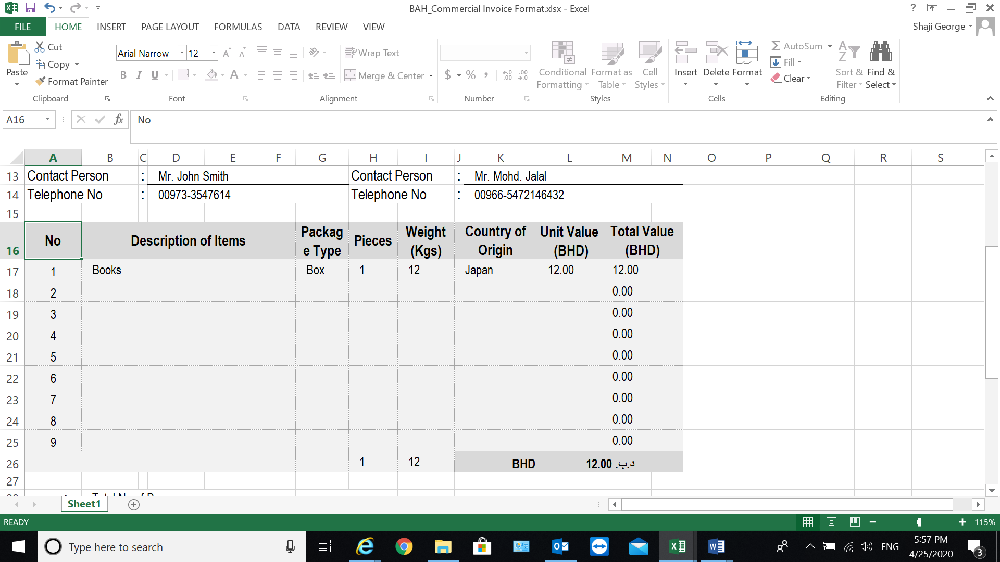 BAH_Commercial Invoice Format.xlsx - Excel
?
FILE HOME INSERT PAGE LAYOUT FORMULAS DATA REVIEW VIEW Shaji George
Paste Cut
Copy
Format Painter
Arial Narrow 12 A A
B I U A
Wrap Text
Merge & Center
$ % , .00 .00
Conditional Formatting
Format as Table
Cell Styles
Insert Delete Format
AutoSum
Fill
Clear
Sort & Filter
Find & Select
Clipboard Font Alignment Number Styles Cells Editing
A16 fx No
A B C D E F G H I J K L M N O P Q R S
13 Contact Person : Mr. John Smith Contact Person : Mr. Mohd. Jalal
14 Telephone No : 00973-3547614 Telephone No : 00966-5472146432
15
16 No Description of Items Package Type Pieces Weight (Kgs) Country of Origin Unit Value (BHD) Total Value (BHD)
17 1 Books Box 1 12 Japan 12.00 12.00
18 2 0.00
19 3 0.00
20 4 0.00
21 5 0.00
22 6 0.00
23 7 0.00
24 8 0.00
25 9 0.00
26 1 12 BHD 12.00 د.ب.
27
Sheet1
READY 115%
Type here to search ENG 5:57 PM
4/25/2020 3